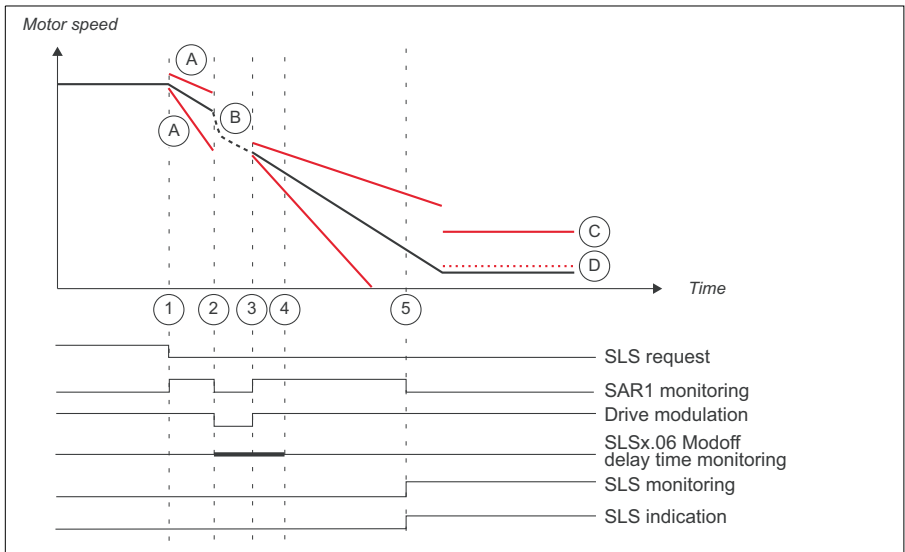 Motor speed
A
A
B
C
D
Time
1
2
3
4
5
SLS request
SAR1 monitoring
Drive modulation
SLSx.06 Modoff
delay time monitoring
SLS monitoring
SLS indication